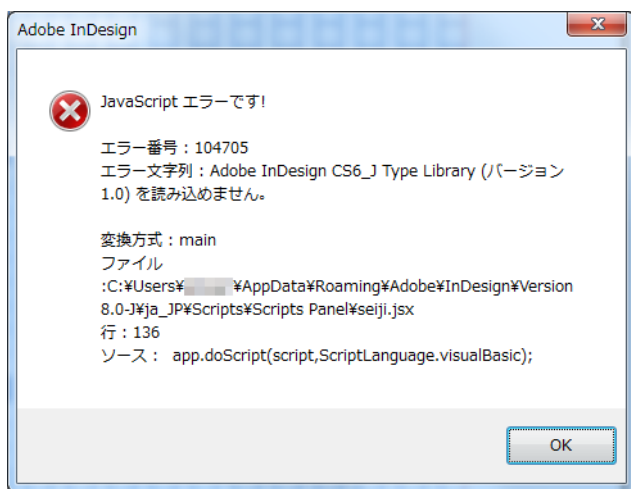 Adobe InDesign
JavaScript エラーです!
エラー番号 : 104705
エラー文字列 : Adobe InDesign CS6_J Type Library (バージョン
1.0) を読み込めません。
変換方式 : main
ファイル
:C:¥Users¥ ¥AppData¥Roaming¥Adobe¥InDesign¥Version
8.0-J¥ja_JP¥Scripts¥Scripts Panel¥seiji.jsx
行 : 136
ソース :   app.doScript(script,ScriptLanguage.visualBasic);
OK